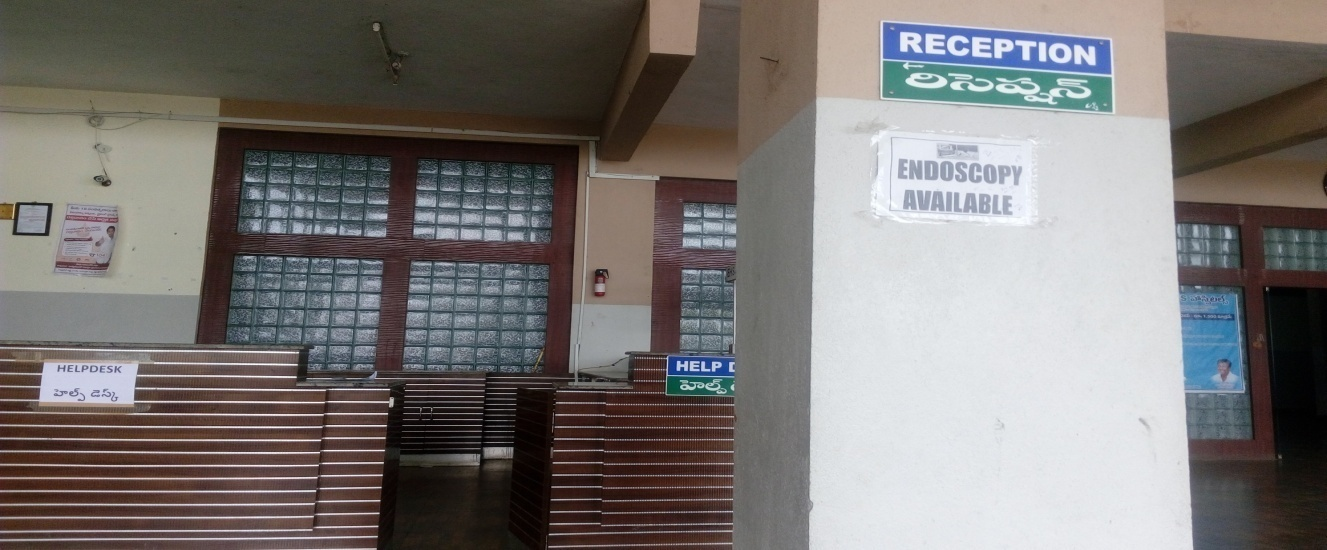 RECEPTION
రిసెప్షన్
ENDOSCOPY
AVAILABLE
HELPDESK
హెల్ప్ డెస్క్
HELP D
హెల్ప్